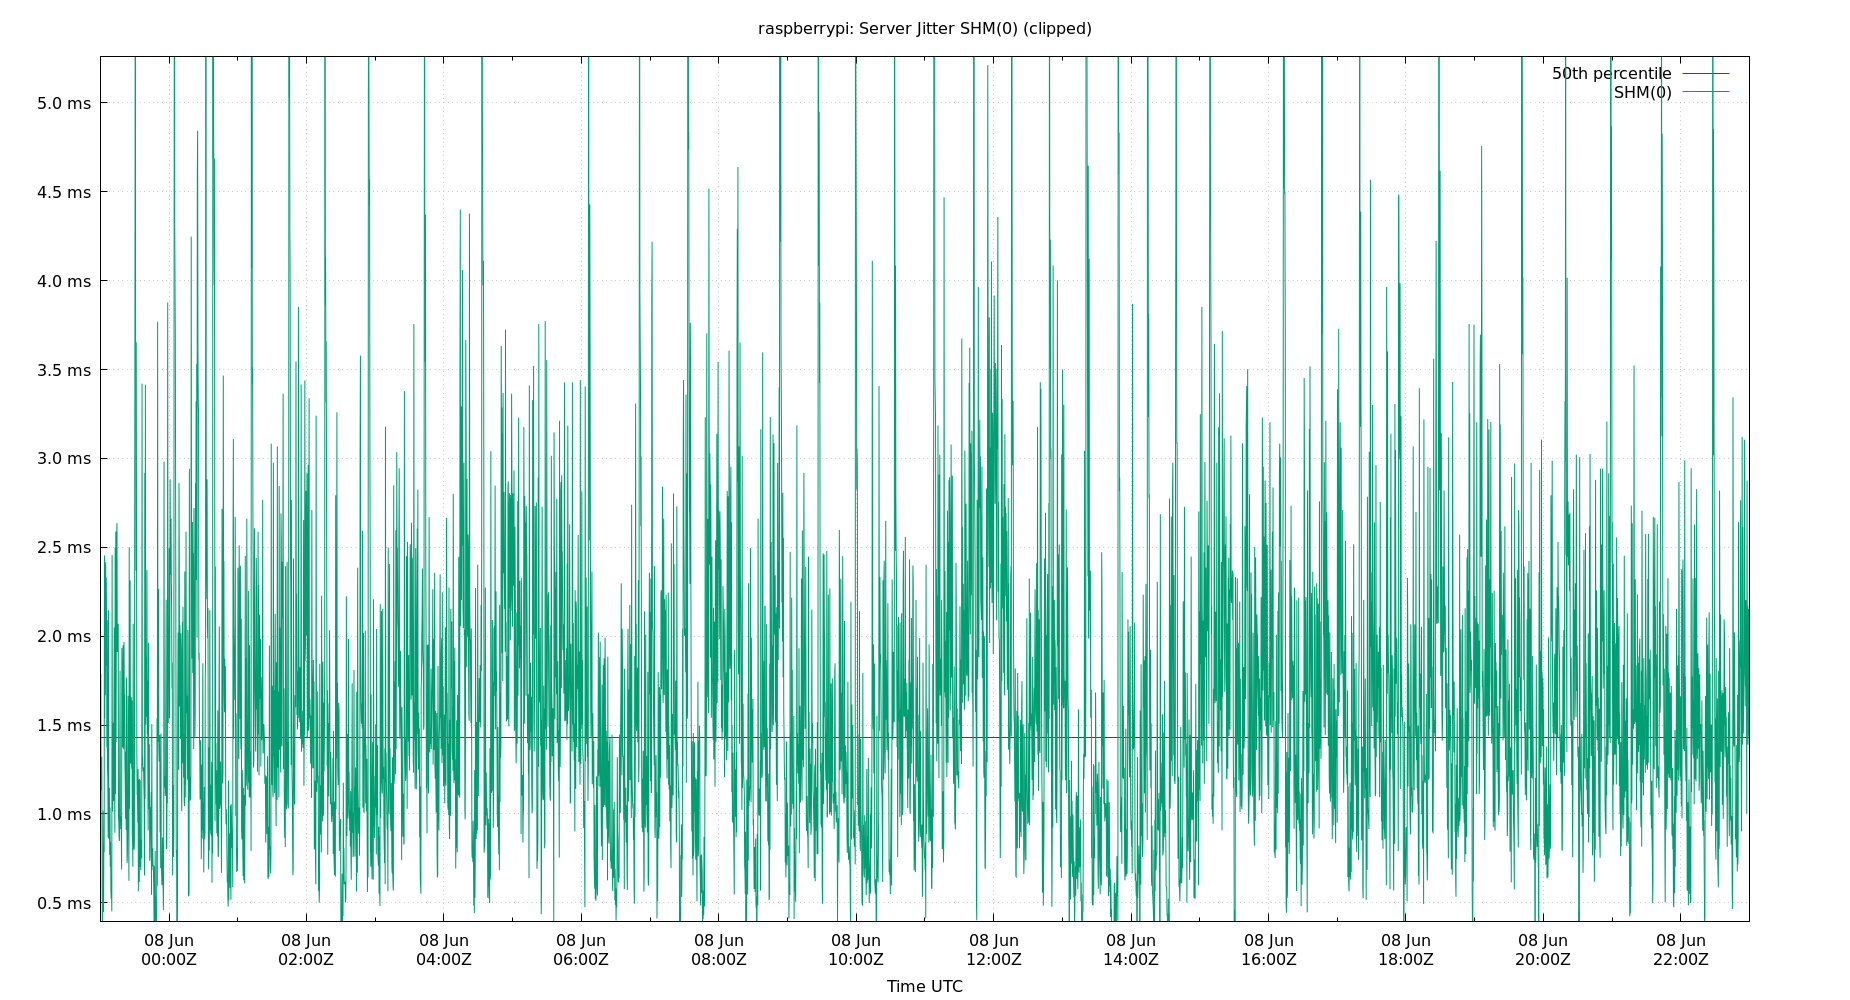 raspberrypi: Server Jitter SHM(0) (clipped)
50th percentile
SHM(0)
5.0 ms
4.5 ms
4.0 ms
3.5 ms
3.0 ms
2.5 ms
2.0 ms
1.5 ms
1.0 ms
0.5 ms
08 Jun 08 Jun 08 Jun 08 Jun 08 Jun 08 Jun 08 Jun 08 Jun 08 Jun 08 Jun 08 Jun 08 Jun
00:00Z 02:00Z 04:00Z 06:00Z 08:00Z 10:00Z 12:00Z 14:00Z 16:00Z 18:00Z 20:00Z 22:00Z
Time UTC